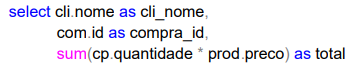 select cli.nome as cli_nome,
com.id as compra_id,
sum(cp.quantidade * prod.preco) as total